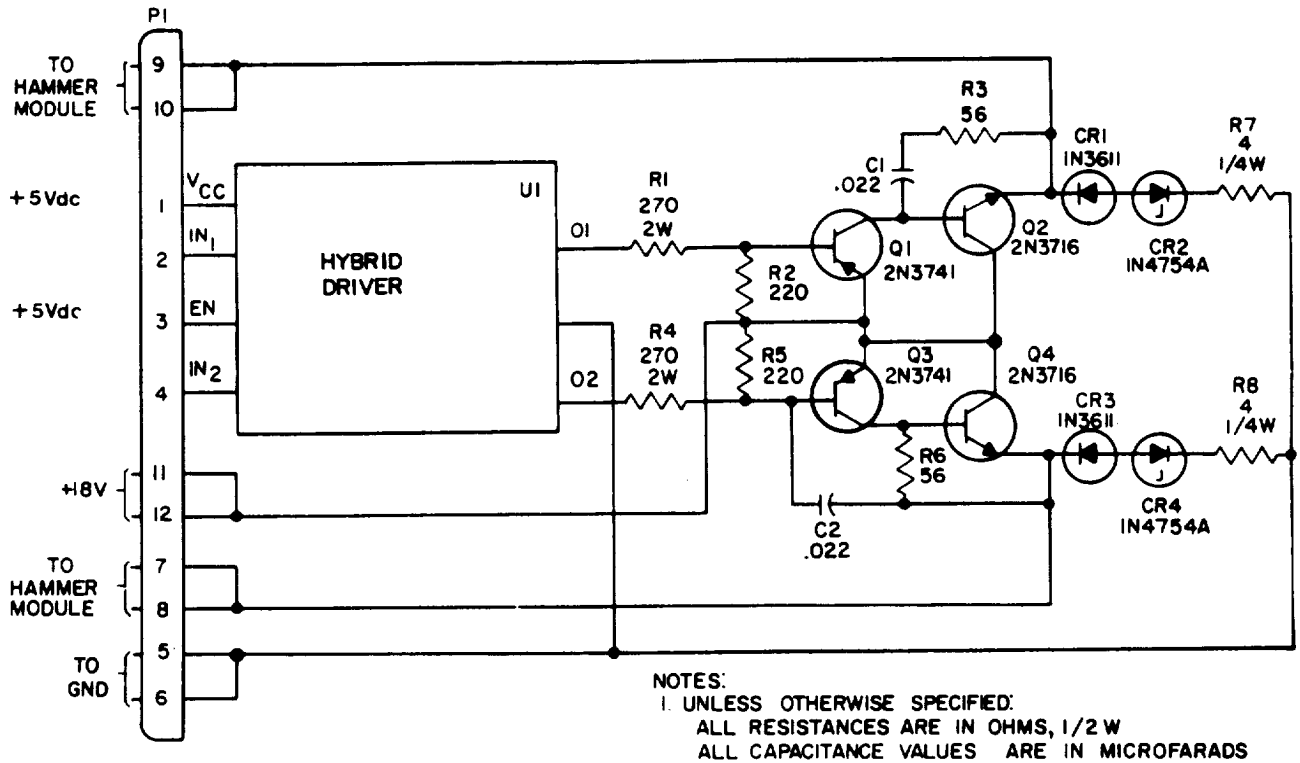 P1
TO
HAMMER
MODULE
9
10
+5Vdc
1
VCC
2
IN1
+5Vdc
3
EN
4
IN2
HYBRID
DRIVER
U1
O1
O2
R1
270
2W
R2
220
R4
270
2W
R5
220
R3
56
C1
.022
Q1
2N3741
Q2
2N3716
CR1
1N3611
CR2
1N4754A
R7
4
1/4W
Q3
2N3741
Q4
2N3716
CR3
1N3611
CR4
1N4754A
R8
4
1/4W
R6
56
C2
.022
+18V
11
12
TO
HAMMER
MODULE
7
8
TO
GND
5
6
NOTES:
1. UNLESS OTHERWISE SPECIFIED:
ALL RESISTANCES ARE IN OHMS, 1/2 W
ALL CAPACITANCE VALUES ARE IN MICROFARADS